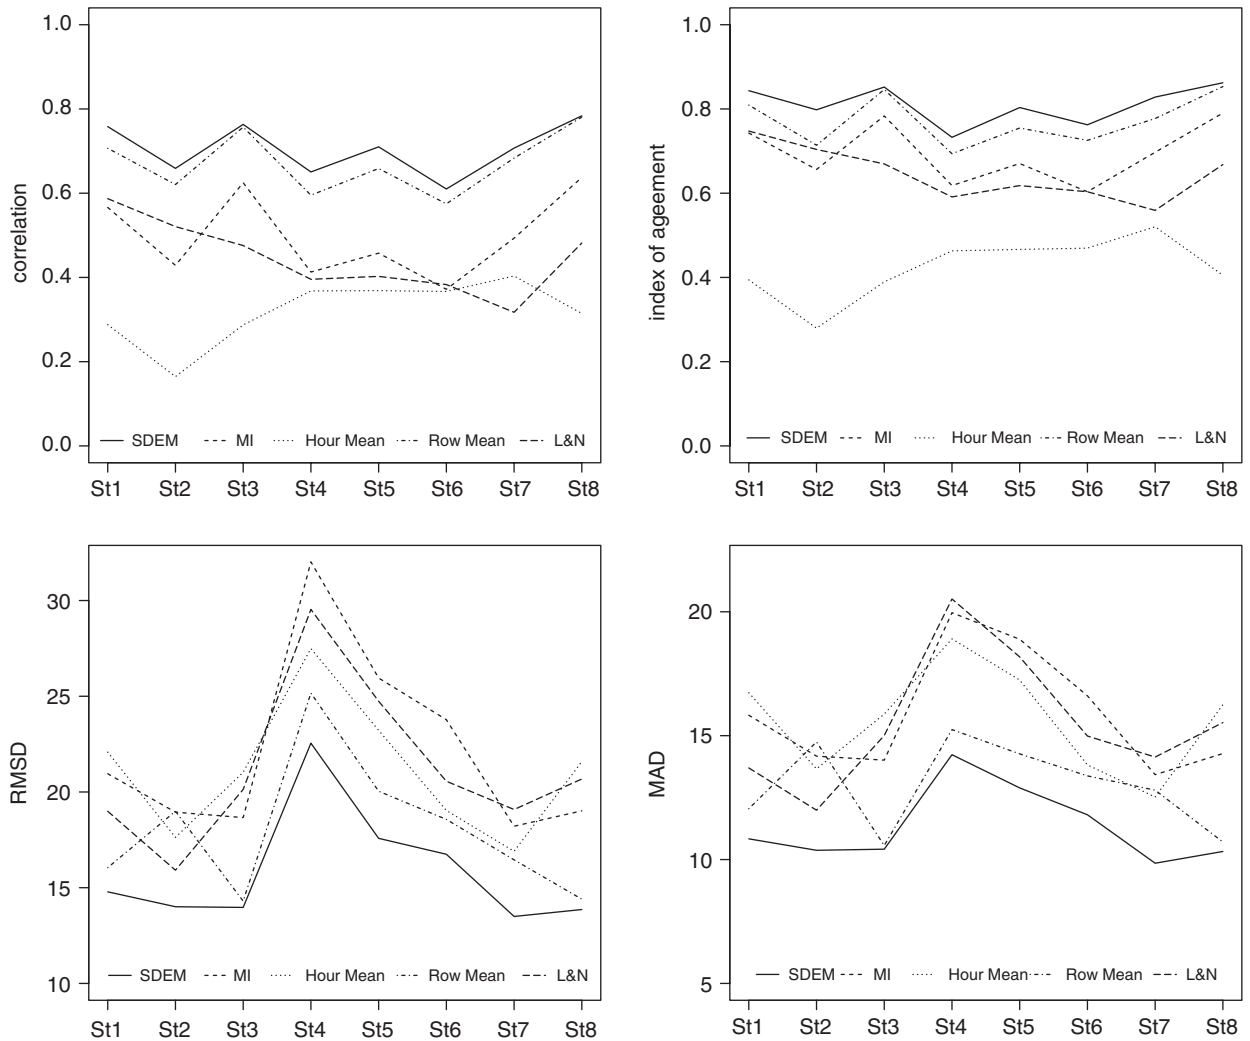 1.0
0.8
0.6
0.4
0.2
0.0
correlation
SDEM MI Hour Mean Row Mean L&N
St1 St2 St3 St4 St5 St6 St7 St8
1.0
0.8
0.6
0.4
0.2
0.0
index of ageement
SDEM MI Hour Mean Row Mean L&N
St1 St2 St3 St4 St5 St6 St7 St8
30
25
20
15
10
RMSD
SDEM MI Hour Mean Row Mean L&N
St1 St2 St3 St4 St5 St6 St7 St8
20
15
10
5
MAD
SDEM MI Hour Mean Row Mean L&N
St1 St2 St3 St4 St5 St6 St7 St8